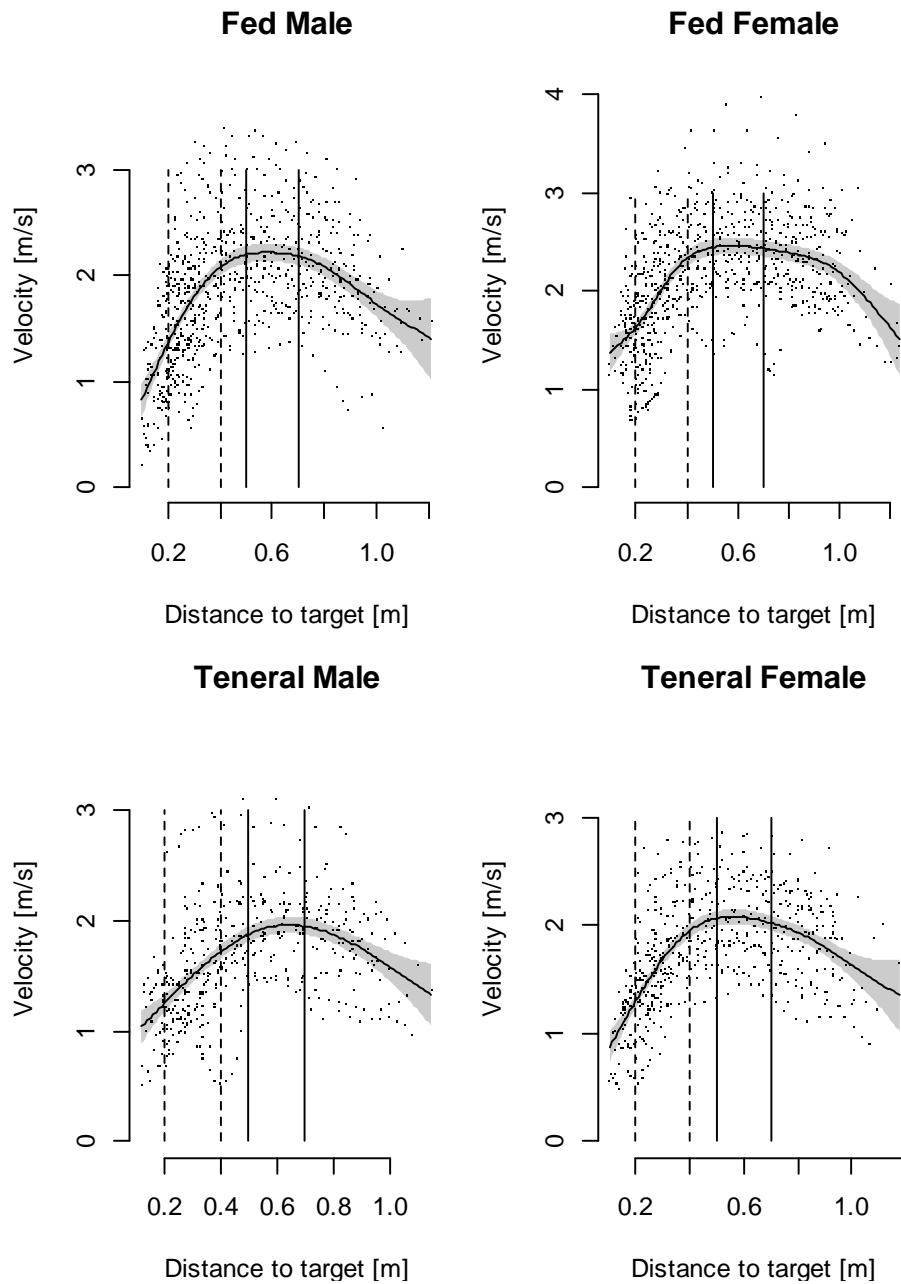 Fed Male
Velocity [m/s]
3
2
1
0
0.2 0.6 1.0
Distance to target [m]
Fed Female
Velocity [m/s]
4
3
2
1
0
0.2 0.6 1.0
Distance to target [m]
Teneral Male
Velocity [m/s]
3
2
1
0
0.2 0.4 0.6 0.8 1.0
Distance to target [m]
Teneral Female
Velocity [m/s]
3
2
1
0
0.2 0.6 1.0
Distance to target [m]